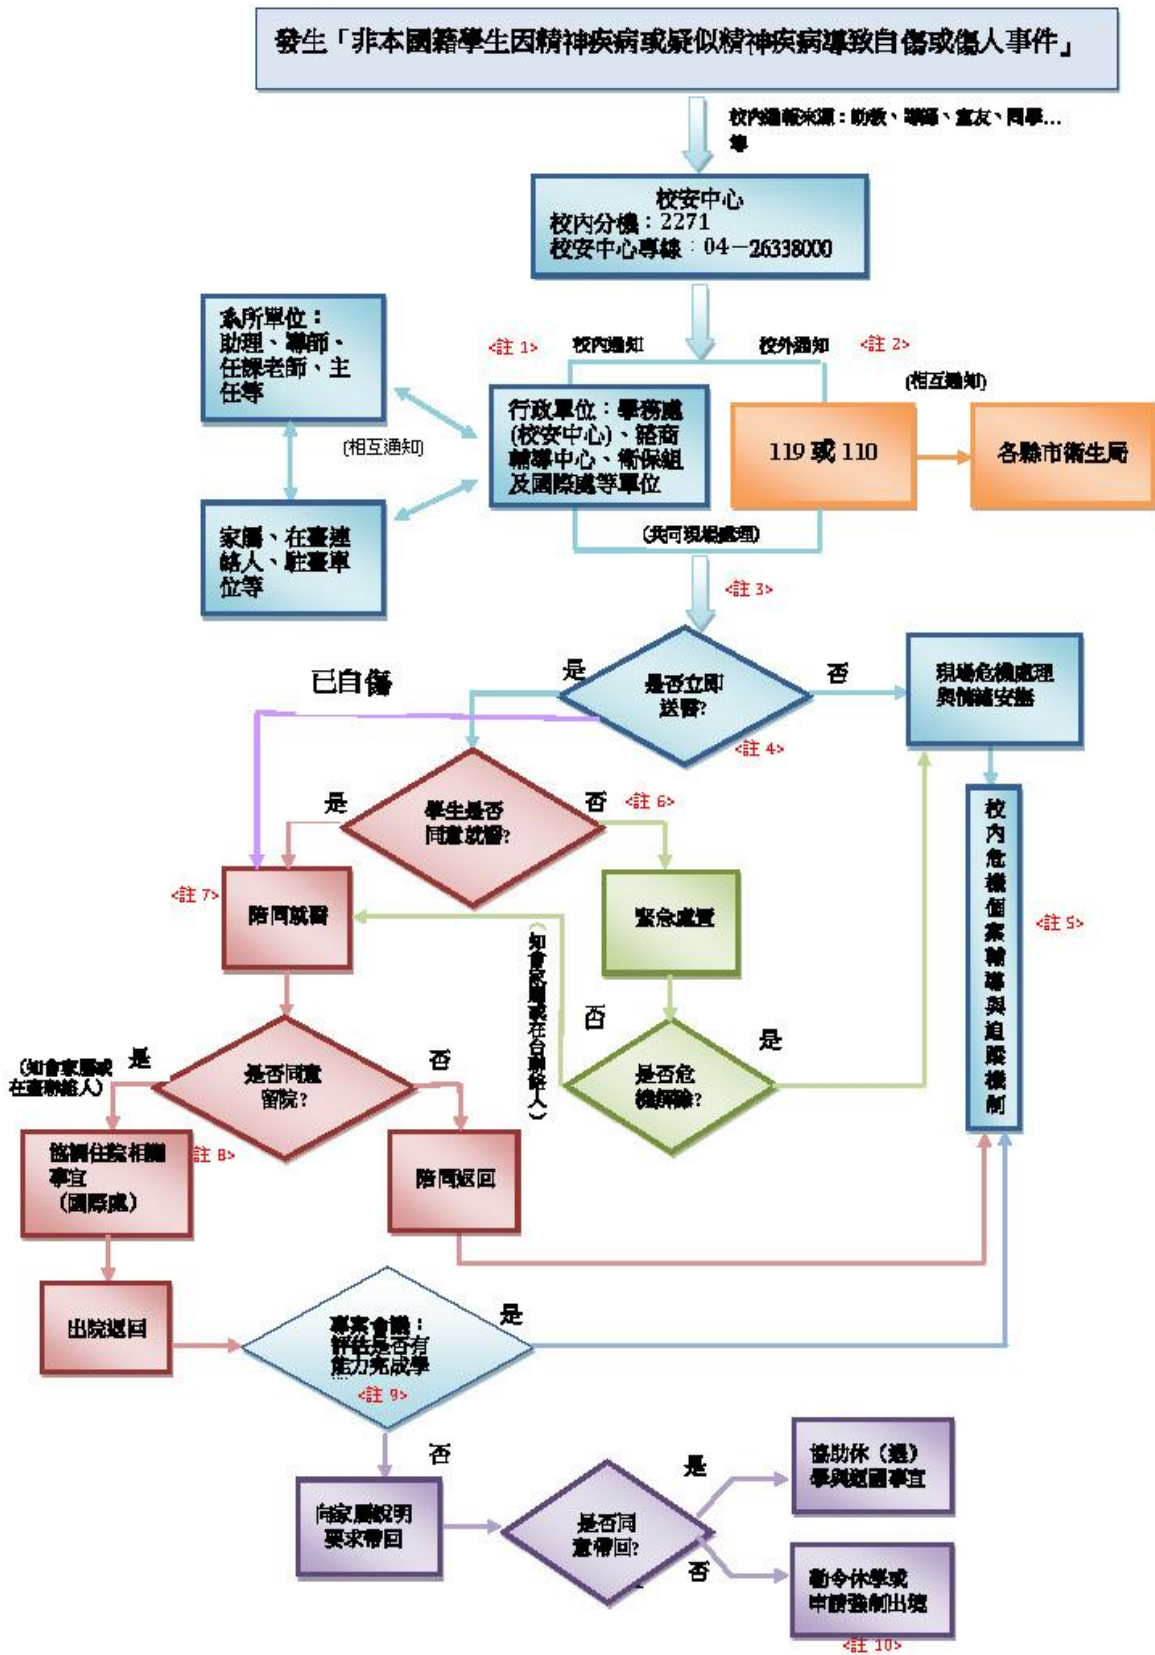 發生「非本國籍學生因精神疾病或疑似精神疾病導致自傷或傷人事件」
校內通報來源：助教、導師、室友、同學…
等
校安中心
校內分機：2271
校安中心專線：04－26338000
系所單位：
助理、導師、
任課老師、主
任等
<註 1>
校內通知
校外通知
<註 2>
(相互通知)
行政單位：學務處
(校安中心)、諮商
輔導中心、衛保組
及國際處等單位
119 或 110
各縣市衛生局
(相互通知)
家屬、在臺連
絡人、駐臺單
位等
(共同現場處理)
<註 3>
已自傷
是
是否立即
送醫?
否
現場危機處理
與情緒安撫
<註 4>
是
學生是否
同意就醫?
否
<註 6>
校內危機個案輔導與追蹤機制
<註 5>
<註 7>
陪同就醫
緊急處置
(知會家屬或在台聯絡人)
否
是否危
機解除?
是
(知會家屬或
在臺聯絡人)
是
是否同意
留院?
否
協調住院相關
事宜
（國際處）
註 8>
陪同返回
出院返回
專案會議：
評估是否有
能力完成學
<註 9>
是
否
向家屬說明
要求帶回
是否同
意帶回?
是
協助休（退）
學與返國事宜
否
勒令休學或
申請強制出境
<註 10>